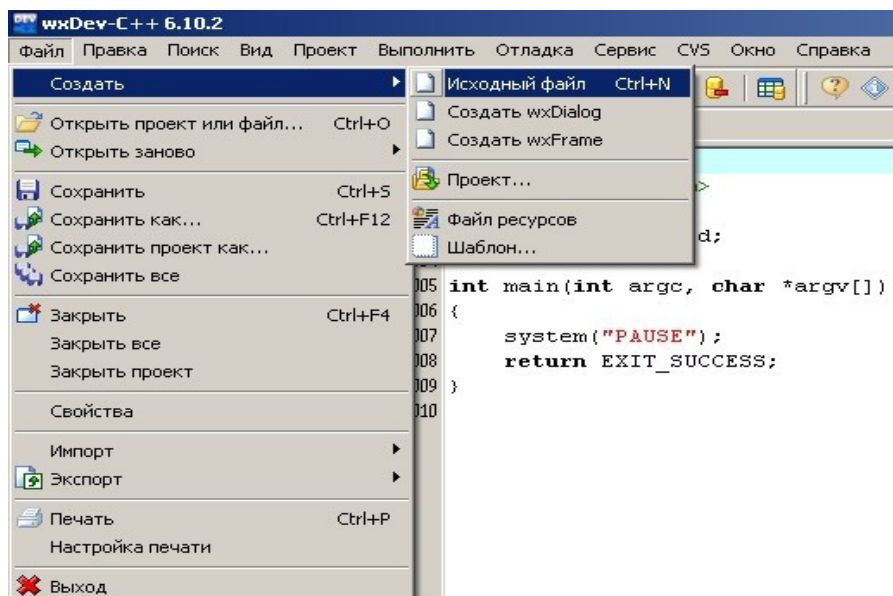 wxDev-C++ 6.10.2
Файл Правка Поиск Вид Проект Выполнить Отладка Сервис CVS Окно Справка
Создать
Открыть проект или файл... Ctrl+O
Открыть заново
Сохранить Ctrl+S
Сохранить как... Ctrl+F12
Сохранить проект как...
Сохранить все
Закрыть Ctrl+F4
Закрыть все
Закрыть проект
Свойства
Импорт
Экспорт
Печать Ctrl+P
Настройка печати
Выход
Исходный файл Ctrl+N
Создать wxDialog
Создать wxFrame
Проект...
Файл ресурсов
Шаблон...
>
d;
005 int main(int argc, char *argv[])
006 {
007 system("PAUSE");
008 return EXIT_SUCCESS;
009 }
010